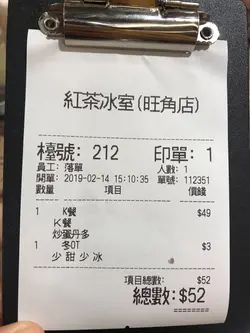 紅茶冰室(旺角店)
檯號: 212 印單: 1
員工: 落單 人數: 1
開單: 2019-02-14 15:10:35 單號: 112351
數量 項目 價錢
1 K餐 $49
K餐
炒蛋丹多
1 冬OT $3
少甜少冰
項目總數: $52
總數: $52